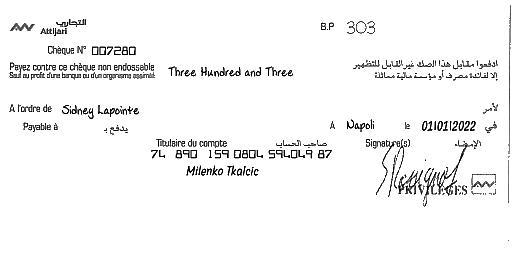 التجاري
Attijari
B.P 303
Chèque N° 007280
Payez contre ce chèque non endossable
ادفعوا مقابل هذا الصك غير القابل للتظهير
Sauf au profit d'une banque ou d'un organisme assimilé
Three Hundred and Three
إلا لفائدة مصرف أو مؤسسة مالية مماثلة
A l'ordre de Sidney Lapointe
لأمر
Payable à يدفع بـ
A Napoli le 01/01/2022 في
Titulaire du compte صاحب الحساب
Signature(s) الإمضاء
74 890 159 0804 594049 87
Milenko Tkalcic
PRIVILEGES